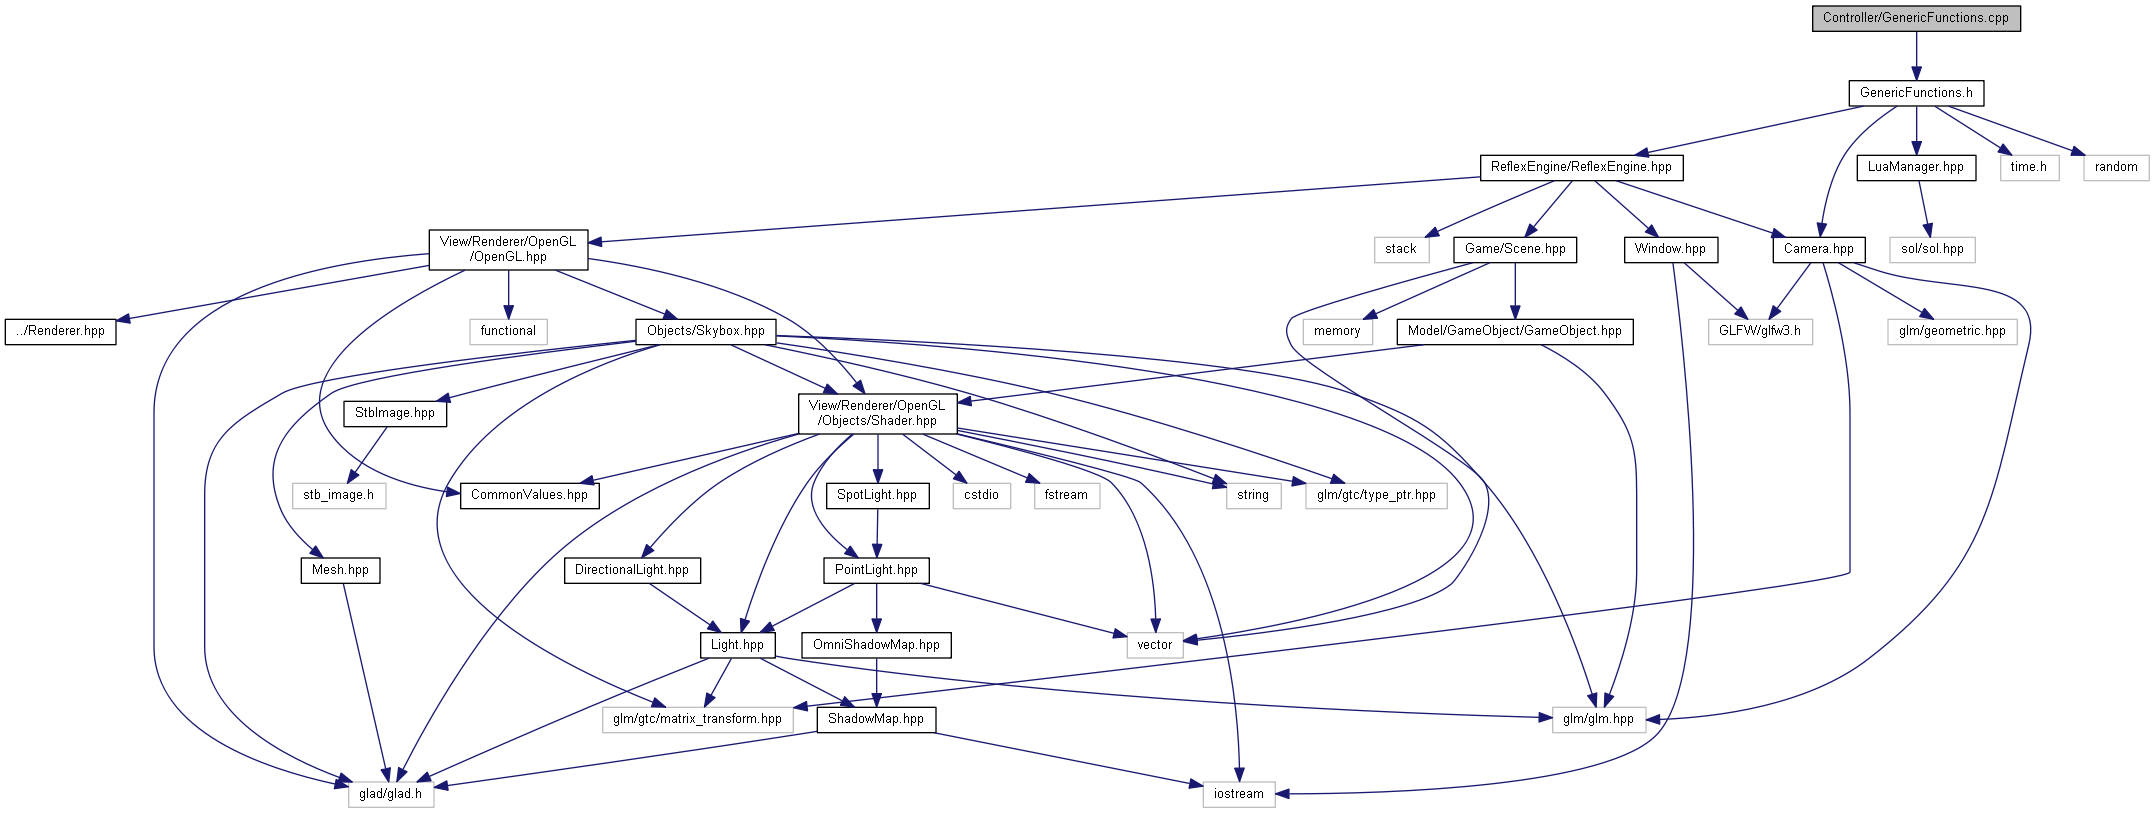 Controller/GenericFunctions.cpp
GenericFunctions.h
ReflexEngine/ReflexEngine.hpp
LuaManager.hpp
time.h
random
View/Renderer/OpenGL
/OpenGL.hpp
stack
Game/Scene.hpp
Window.hpp
Camera.hpp
sol/sol.hpp
../Renderer.hpp
functional
Objects/Skybox.hpp
memory
Model/GameObject/GameObject.hpp
GLFW/glfw3.h
glm/geometric.hpp
StbImage.hpp
View/Renderer/OpenGL
/Objects/Shader.hpp
stb_image.h
CommonValues.hpp
SpotLight.hpp
cstdio
fstream
string
glm/gtc/type_ptr.hpp
Mesh.hpp
DirectionalLight.hpp
PointLight.hpp
Light.hpp
OmniShadowMap.hpp
vector
glm/gtc/matrix_transform.hpp
ShadowMap.hpp
glm/glm.hpp
glad/glad.h
iostream